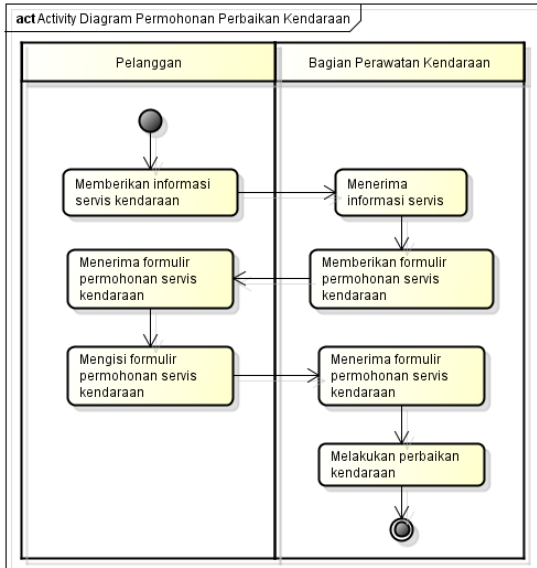 act Activity Diagram Permohonan Perbaikan Kendaraan
Pelanggan
Bagian Perawatan Kendaraan
Memberikan informasi
servis kendaraan
Menerima
informasi servis
Memberikan formulir
permohonan servis
kendaraan
Menerima formulir
permohonan servis
kendaraan
Mengisi formulir
permohonan servis
kendaraan
Menerima formulir
permohonan servis
kendaraan
Melakukan perbaikan
kendaraan